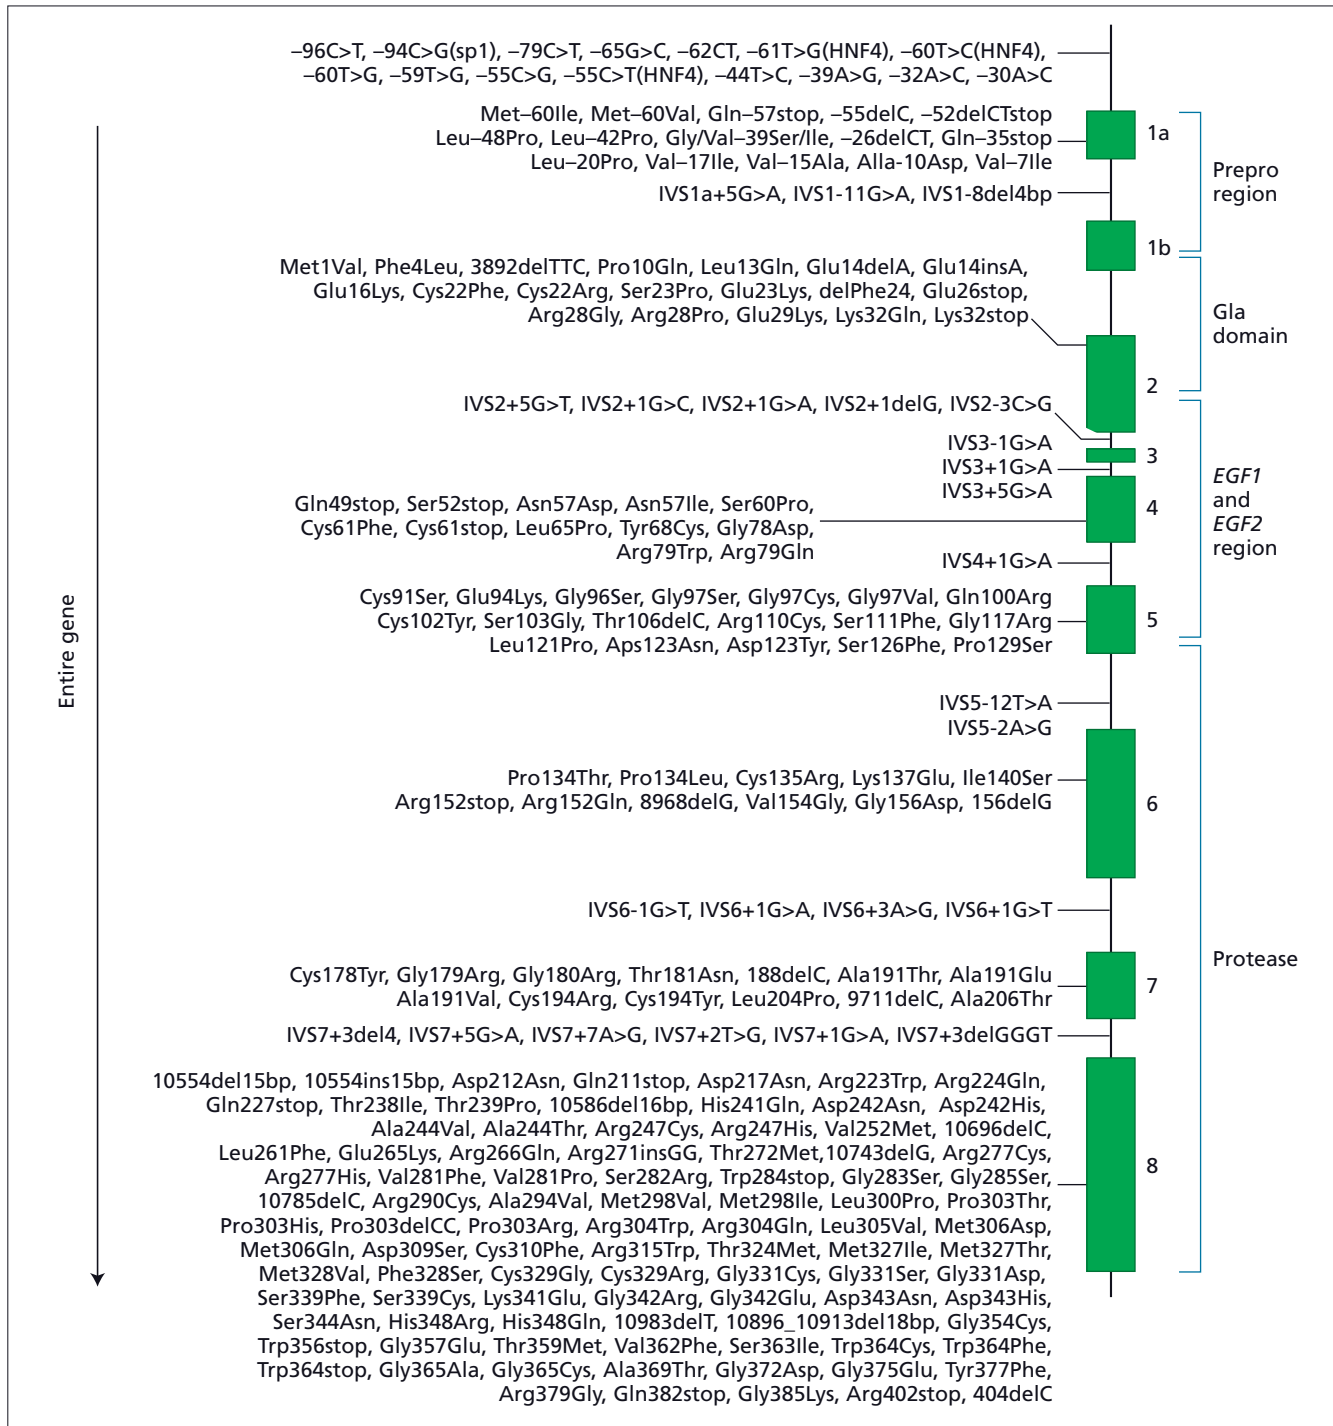 –96C>T, –94C>G(sp1), –79C>T, –65G>C, –62CT, –61T>G(HNF4), –60T>C(HNF4),
–60T>G, –59T>G, –55C>G, –55C>T(HNF4), –44T>C, –39A>G, –32A>C, –30A>C
Met–60Ile, Met–60Val, Gln–57stop, –55delC, –52delCTstop
Leu–48Pro, Leu–42Pro, Gly/Val–39Ser/Ile, –26delCT, Gln–35stop
Leu–20Pro, Val–17Ile, Val–15Ala, Alla-10Asp, Val–7Ile
1a
Prepro
region
IVS1a+5G>A, IVS1-11G>A, IVS1-8del4bp
1b
Met1Val, Phe4Leu, 3892delTTC, Pro10Gln, Leu13Gln, Glu14delA, Glu14insA,
Glu16Lys, Cys22Phe, Cys22Arg, Ser23Pro, Glu23Lys, delPhe24, Glu26stop,
Arg28Gly, Arg28Pro, Glu29Lys, Lys32Gln, Lys32stop
Gla
domain
2
IVS2+5G>T, IVS2+1G>C, IVS2+1G>A, IVS2+1delG, IVS2-3C>G
IVS3-1G>A
3
IVS3+1G>A
IVS3+5G>A
EGF1
and
EGF2
region
Gln49stop, Ser52stop, Asn57Asp, Asn57Ile, Ser60Pro,
Cys61Phe, Cys61stop, Leu65Pro, Tyr68Cys, Gly78Asp,
Arg79Trp, Arg79Gln
4
IVS4+1G>A
Cys91Ser, Glu94Lys, Gly96Ser, Gly97Ser, Gly97Cys, Gly97Val, Gln100Arg
Cys102Tyr, Ser103Gly, Thr106delC, Arg110Cys, Ser111Phe, Gly117Arg
Leu121Pro, Aps123Asn, Asp123Tyr, Ser126Phe, Pro129Ser
5
Entire gene
IVS5-12T>A
IVS5-2A>G
Pro134Thr, Pro134Leu, Cys135Arg, Lys137Glu, Ile140Ser
Arg152stop, Arg152Gln, 8968delG, Val154Gly, Gly156Asp, 156delG
6
IVS6-1G>T, IVS6+1G>A, IVS6+3A>G, IVS6+1G>T
Protease
Cys178Tyr, Gly179Arg, Gly180Arg, Thr181Asn, 188delC, Ala191Thr, Ala191Glu
Ala191Val, Cys194Arg, Cys194Tyr, Leu204Pro, 9711delC, Ala206Thr
7
IVS7+3del4, IVS7+5G>A, IVS7+7A>G, IVS7+2T>G, IVS7+1G>A, IVS7+3delGGGT
10554del15bp, 10554ins15bp, Asp212Asn, Gln211stop, Asp217Asn, Arg223Trp, Arg224Gln,
Gln227stop, Thr238Ile, Thr239Pro, 10586del16bp, His241Gln, Asp242Asn, Asp242His,
Ala244Val, Ala244Thr, Arg247Cys, Arg247His, Val252Met, 10696delC,
Leu261Phe, Glu265Lys, Arg266Gln, Arg271insGG, Thr272Met,10743delG, Arg277Cys,
Arg277His, Val281Phe, Val281Pro, Ser282Arg, Trp284stop, Gly283Ser, Gly285Ser,
10785delC, Arg290Cys, Ala294Val, Met298Val, Met298Ile, Leu300Pro, Pro303Thr,
Pro303His, Pro303delCC, Pro303Arg, Arg304Trp, Arg304Gln, Leu305Val, Met306Asp,
Met306Gln, Asp309Ser, Cys310Phe, Arg315Trp, Thr324Met, Met327Ile, Met327Thr,
Met328Val, Phe328Ser, Cys329Gly, Cys329Arg, Gly331Cys, Gly331Ser, Gly331Asp,
Ser339Phe, Ser339Cys, Lys341Glu, Gly342Arg, Gly342Glu, Asp343Asn, Asp343His,
Ser344Asn, His348Arg, His348Gln, 10983delT, 10896_10913del18bp, Gly354Cys,
Trp356stop, Gly357Glu, Thr359Met, Val362Phe, Ser363Ile, Trp364Cys, Trp364Phe,
Trp364stop, Gly365Ala, Gly365Cys, Ala369Thr, Gly372Asp, Gly375Glu, Tyr377Phe,
Arg379Gly, Gln382stop, Gly385Lys, Arg402stop, 404delC
8